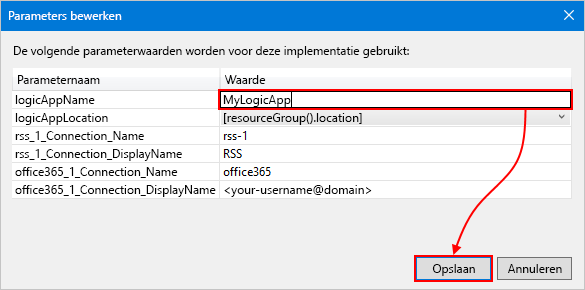 Parameters bewerken
De volgende parameterwaarden worden voor deze implementatie gebruikt:
Parameternaam Waarde
logicAppName MyLogicApp
logicAppLocation [resourceGroup().location]
rss_1_Connection_Name rss-1
rss_1_Connection_DisplayName RSS
office365_1_Connection_Name office365
office365_1_Connection_DisplayName <your-username@domain>
Opslaan Annuleren